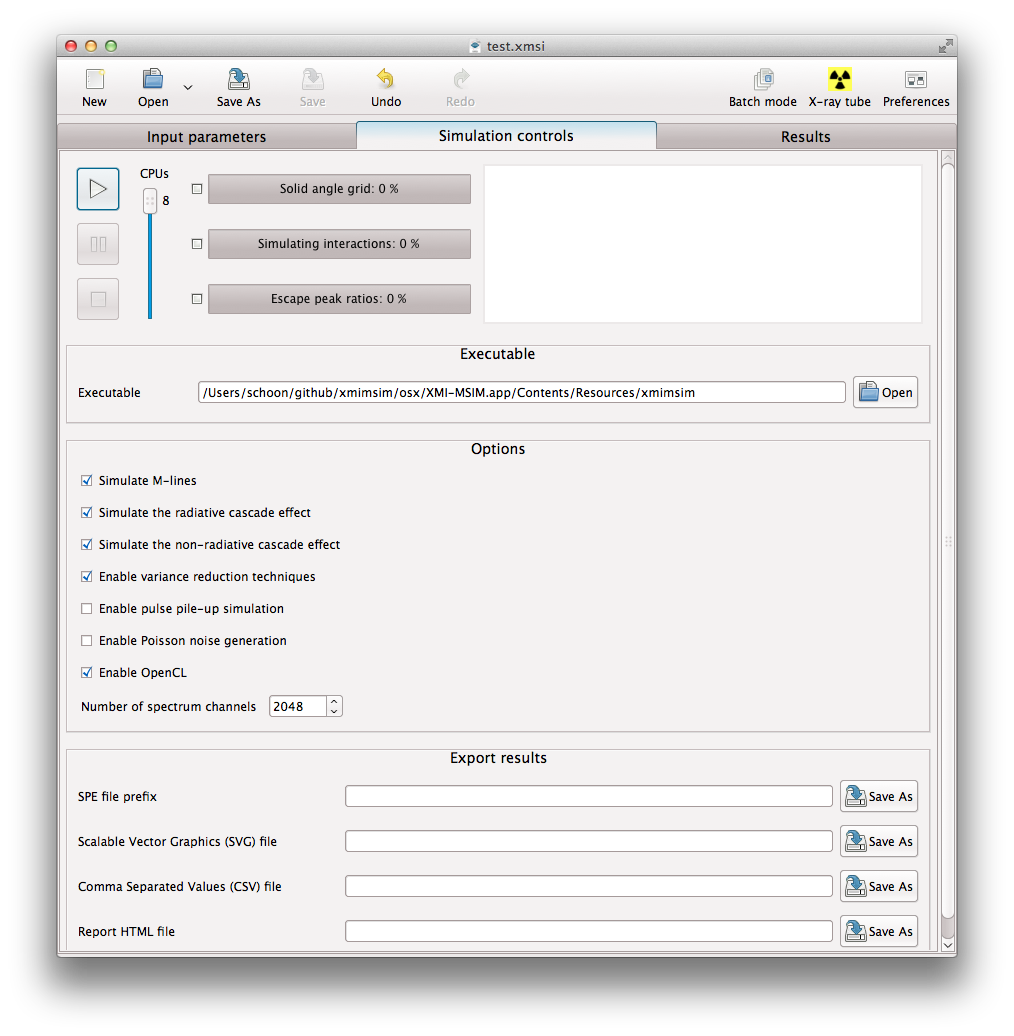 test.xmsi
New
Open
Save As
Save
Undo
Redo
Batch mode
X-ray tube
Preferences
Input parameters
Simulation controls
Results
CPUs
8
Solid angle grid: 0 %
Simulating interactions: 0 %
Escape peak ratios: 0 %
Executable
Executable
/Users/schoon/github/xmimsim/osx/XMI-MSIM.app/Contents/Resources/xmimsim
Open
Options
Simulate M-lines
Simulate the radiative cascade effect
Simulate the non-radiative cascade effect
Enable variance reduction techniques
Enable pulse pile-up simulation
Enable Poisson noise generation
Enable OpenCL
Number of spectrum channels 2048
Export results
SPE file prefix
Save As
Scalable Vector Graphics (SVG) file
Save As
Comma Separated Values (CSV) file
Save As
Report HTML file
Save As